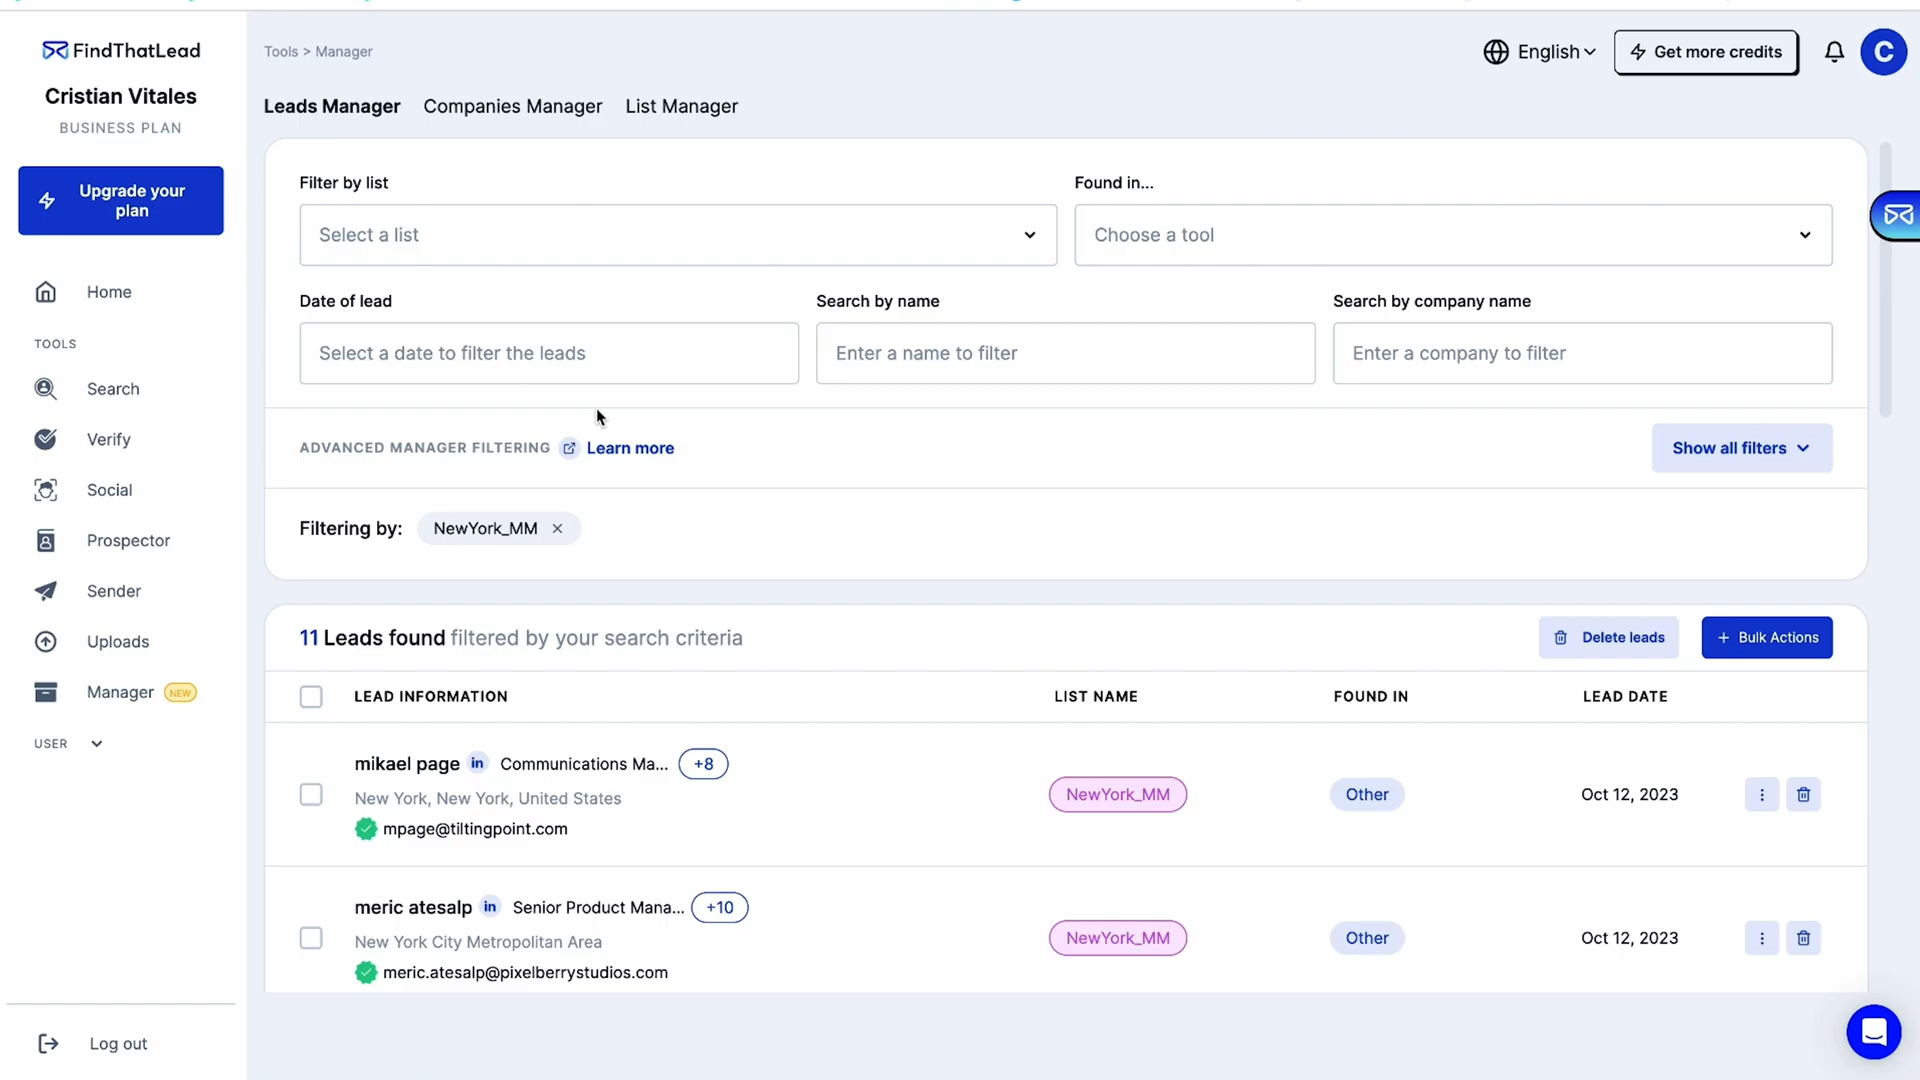 FindThatLead
Cristian Vitales
BUSINESS PLAN
Upgrade your
plan
Home
TOOLS
Search
Verify
Social
Prospector
Sender
Uploads
Manager NEW
USER
Log out
Tools > Manager
English
Get more credits
C
Leads Manager Companies Manager List Manager
Filter by list
Found in...
Select a list
Choose a tool
Date of lead
Search by name
Search by company name
Select a date to filter the leads
Enter a name to filter
Enter a company to filter
ADVANCED MANAGER FILTERING Learn more
Show all filters
Filtering by: NewYork_MM ×
11 Leads found filtered by your search criteria
Delete leads
+ Bulk Actions
LEAD INFORMATION LIST NAME FOUND IN LEAD DATE
mikael page in Communications Ma... +8
New York, New York, United States
mpage@tiltingpoint.com
NewYork_MM
Other
Oct 12, 2023
meric atesalp in Senior Product Mana... +10
New York City Metropolitan Area
meric.atesalp@pixelberrystudios.com
NewYork_MM
Other
Oct 12, 2023